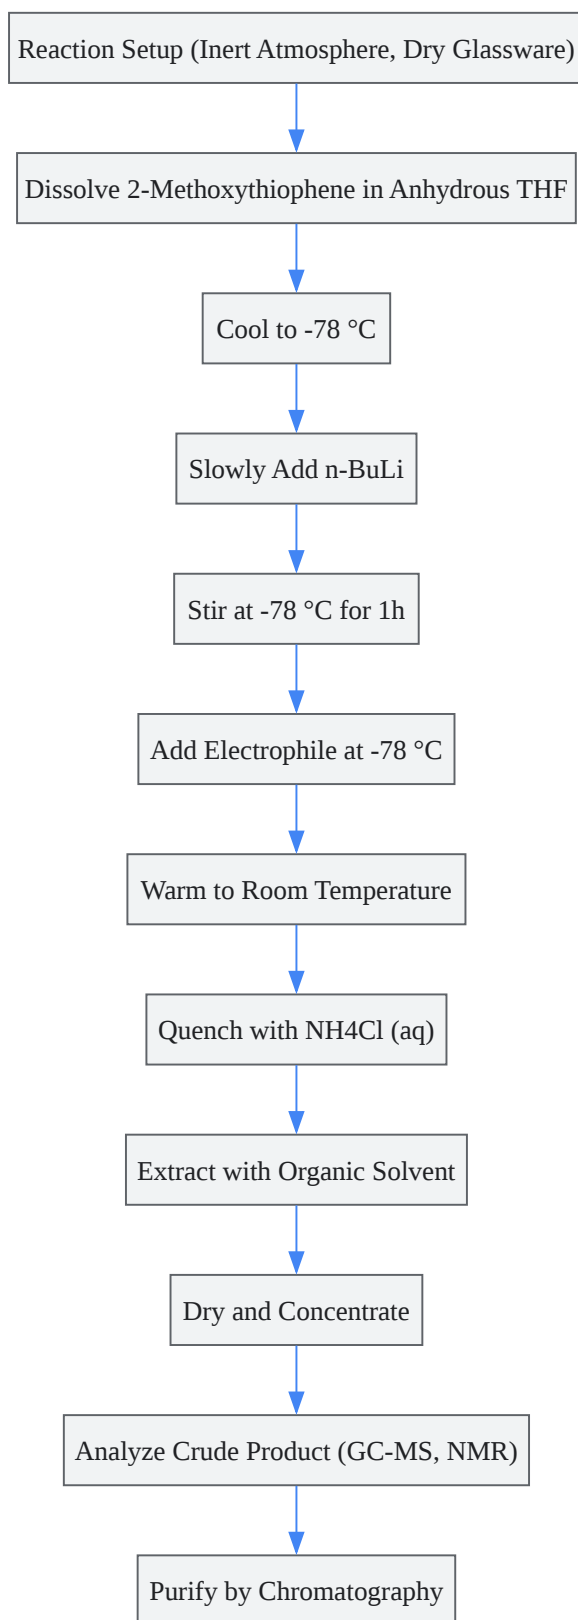 Reaction Setup (Inert Atmosphere, Dry Glassware)
Dissolve 2-Methoxythiophene in Anhydrous THF
Cool to -78 °C
Slowly Add n-BuLi
Stir at -78 °C for 1h
Add Electrophile at -78 °C
Warm to Room Temperature
Quench with NH4Cl (aq)
Extract with Organic Solvent
Dry and Concentrate
Analyze Crude Product (GC-MS, NMR)
Purify by Chromatography